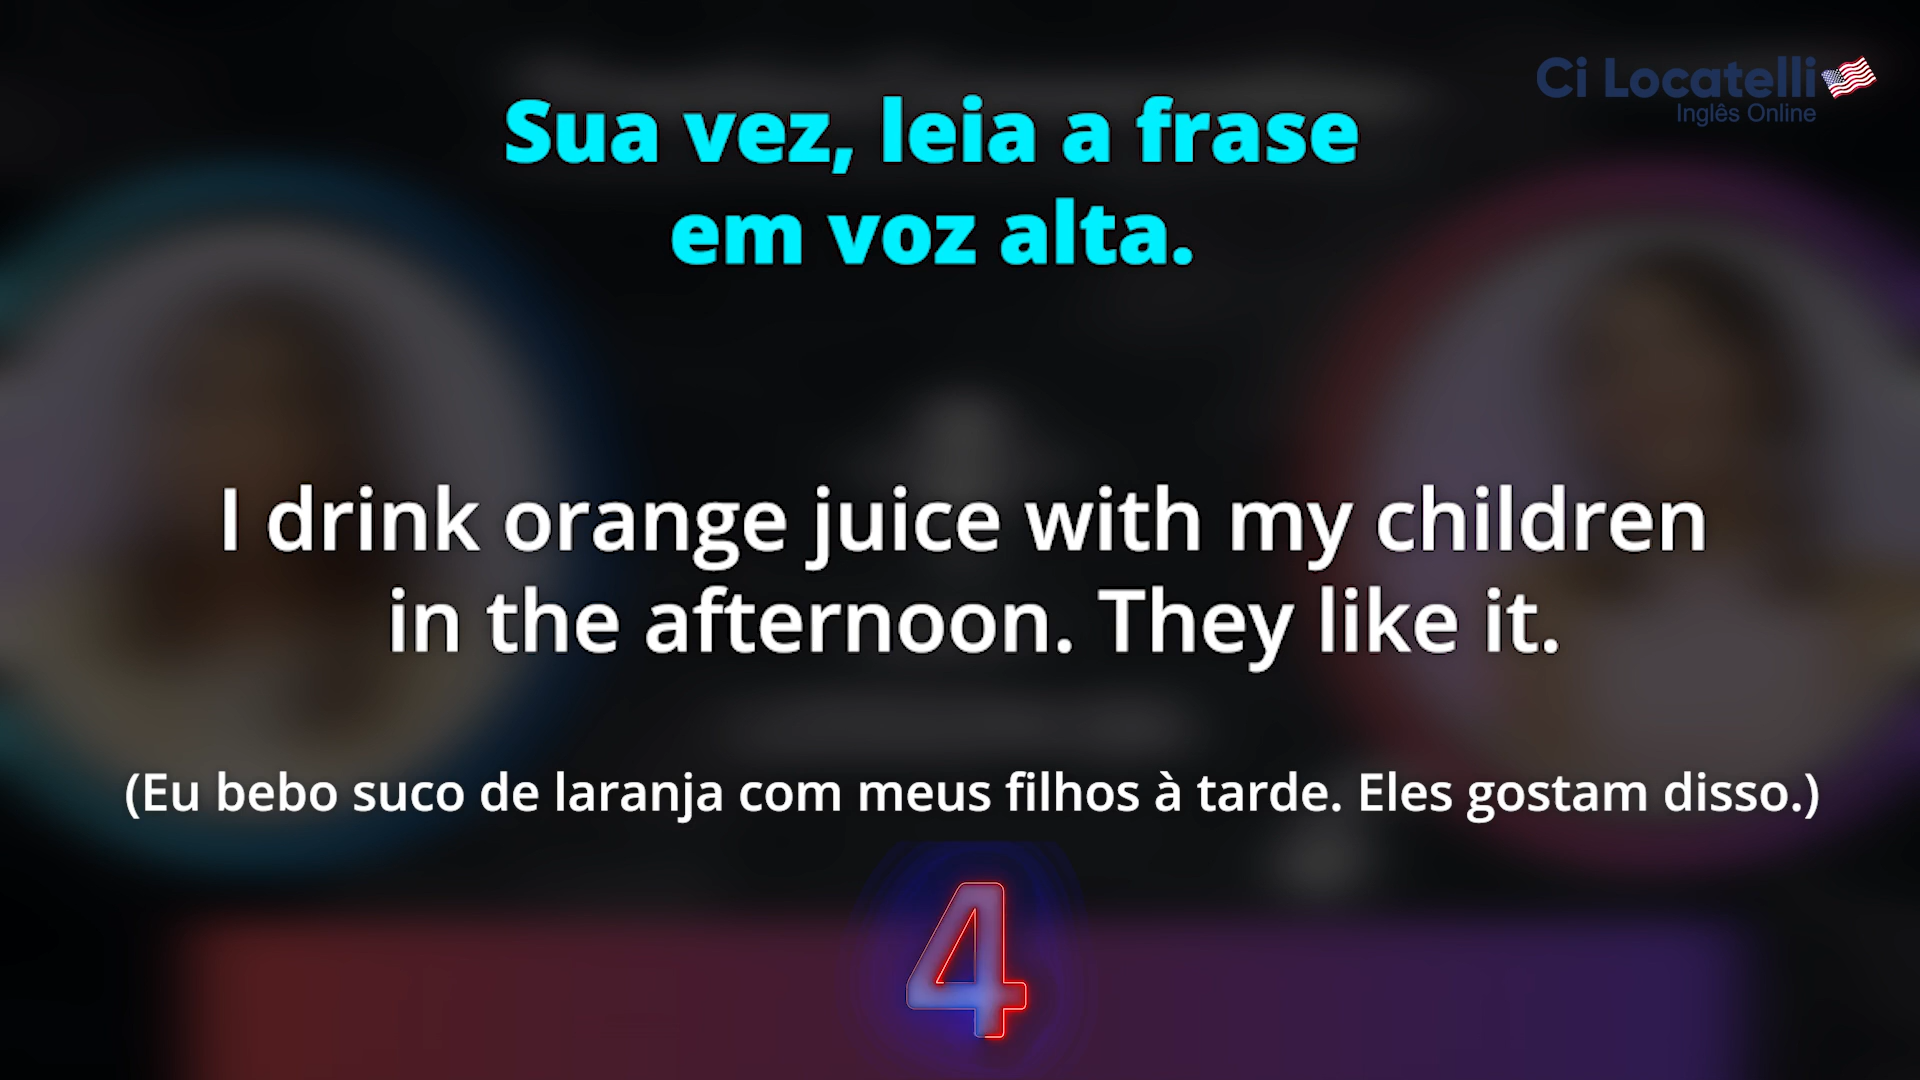 Ci Locatelli
Inglês Online
Sua vez, leia a frase
em voz alta.
I drink orange juice with my children
in the afternoon. They like it.
(Eu bebo suco de laranja com meus filhos à tarde. Eles gostam disso.)
4